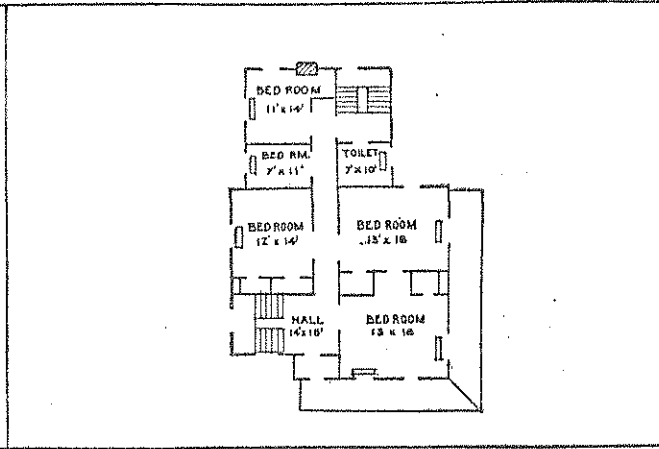 BED ROOM
11' x 14'
BED RM.
7' x 11'
TOILET
7' x 10'
BED ROOM
12' x 14'
BED ROOM
13' x 16
HALL
14' x 16'
BED ROOM
13 x 16